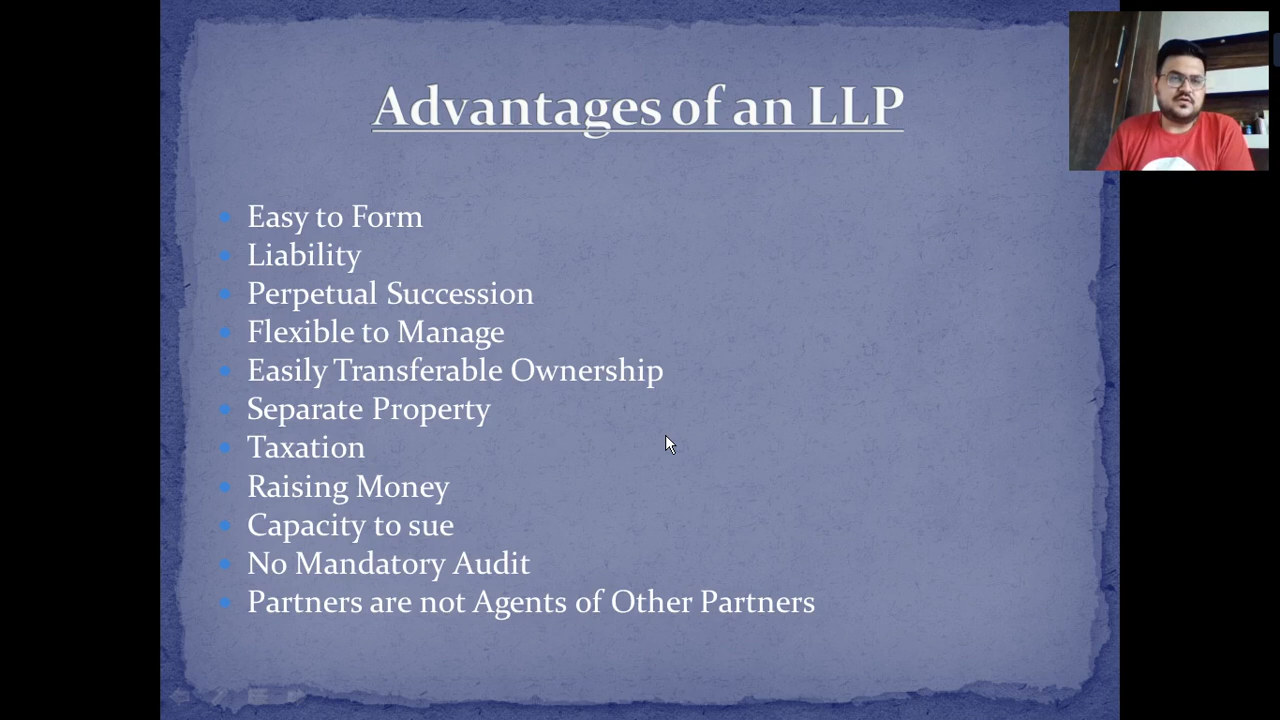 Advantages of an LLP
Easy to Form
Liability
Perpetual Succession
Flexible to Manage
Easily Transferable Ownership
Separate Property
Taxation
Raising Money
Capacity to sue
No Mandatory Audit
Partners are not Agents of Other Partners